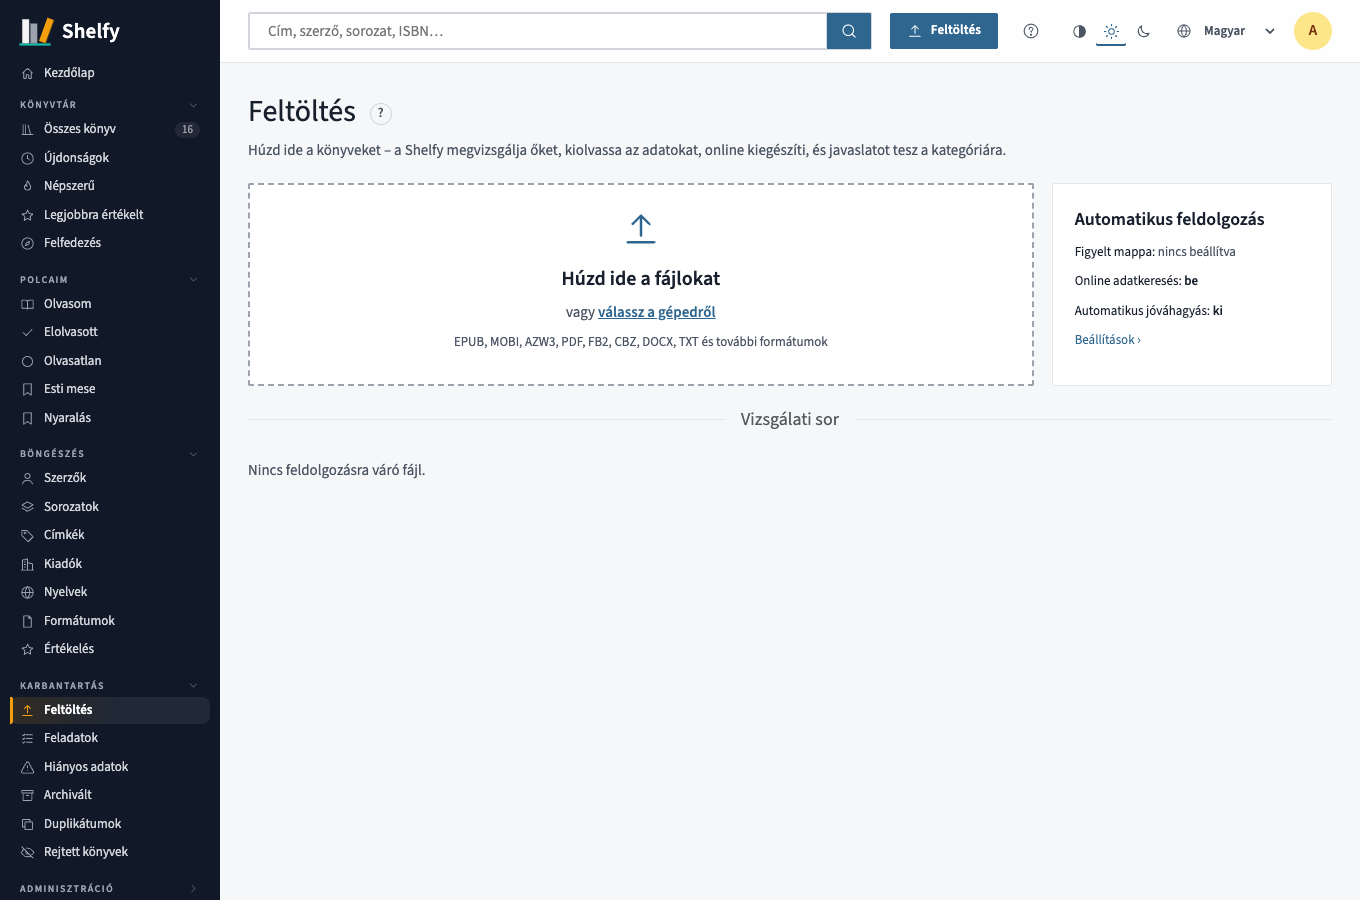 Shelfy
Cím, szerző, sorozat, ISBN…
Feltöltés
Magyar
A
Kezdőlap
KÖNYVTÁR
Összes könyv 16
Újdonságok
Népszerű
Legjobbra értékelt
Felfedezés
POLCAIM
Olvasom
Elolvasott
Olvasatlan
Esti mese
Nyaralás
BÖNGÉSZÉS
Szerzők
Sorozatok
Címkék
Kiadók
Nyelvek
Formátumok
Értékelés
KARBANTARTÁS
Feltöltés
Feladatok
Hiányos adatok
Archivált
Duplikátumok
Rejtett könyvek
ADMINISZTRÁCIÓ
Feltöltés ?
Húzd ide a könyveket – a Shelfy megvizsgálja őket, kiolvassa az adatokat, online kiegészíti, és javaslatot tesz a kategóriára.
Húzd ide a fájlokat
vagy válassz a gépedről
EPUB, MOBI, AZW3, PDF, FB2, CBZ, DOCX, TXT és további formátumok
Automatikus feldolgozás
Figyelt mappa: nincs beállítva
Online adatkeresés: be
Automatikus jóváhagyás: ki
Beállítások ›
Vizsgálati sor
Nincs feldolgozásra váró fájl.